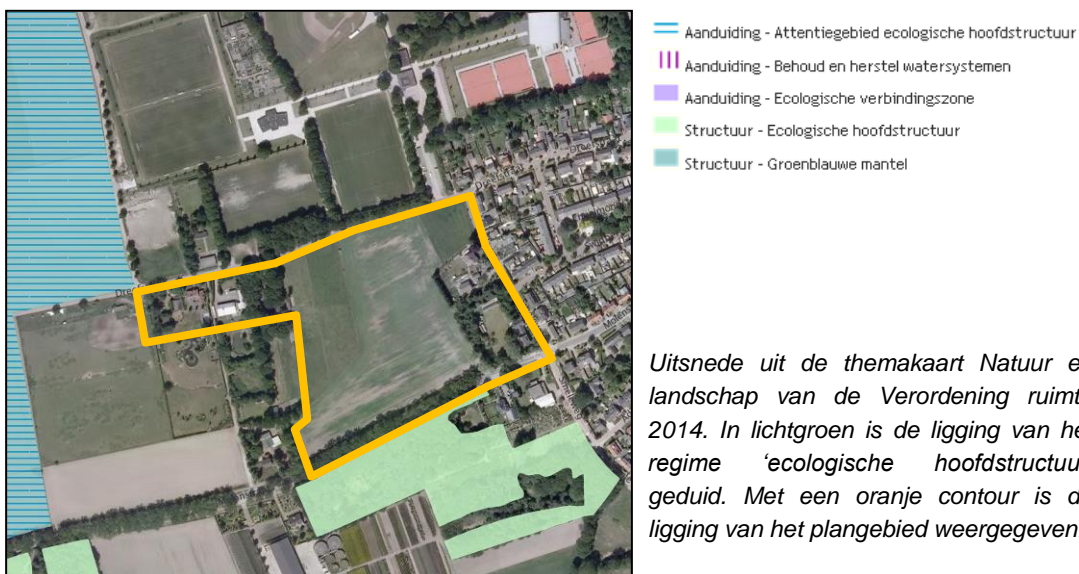 Aanduiding - Attentiegebied ecologische hoofdstructuur
Aanduiding - Behoud en herstel watersystemen
Aanduiding - Ecologische verbindingszone
Structuur - Ecologische hoofdstructuur
Structuur - Groenblauwe mantel
Molens
Uitsnede uit de themakaart Natuur e
landschap van de Verordening ruimt
2014. In lichtgroen is de ligging van he
regime 'ecologische hoofdstructuu
geduid. Met een oranje contour is d
ligging van het plangebied weergegeven